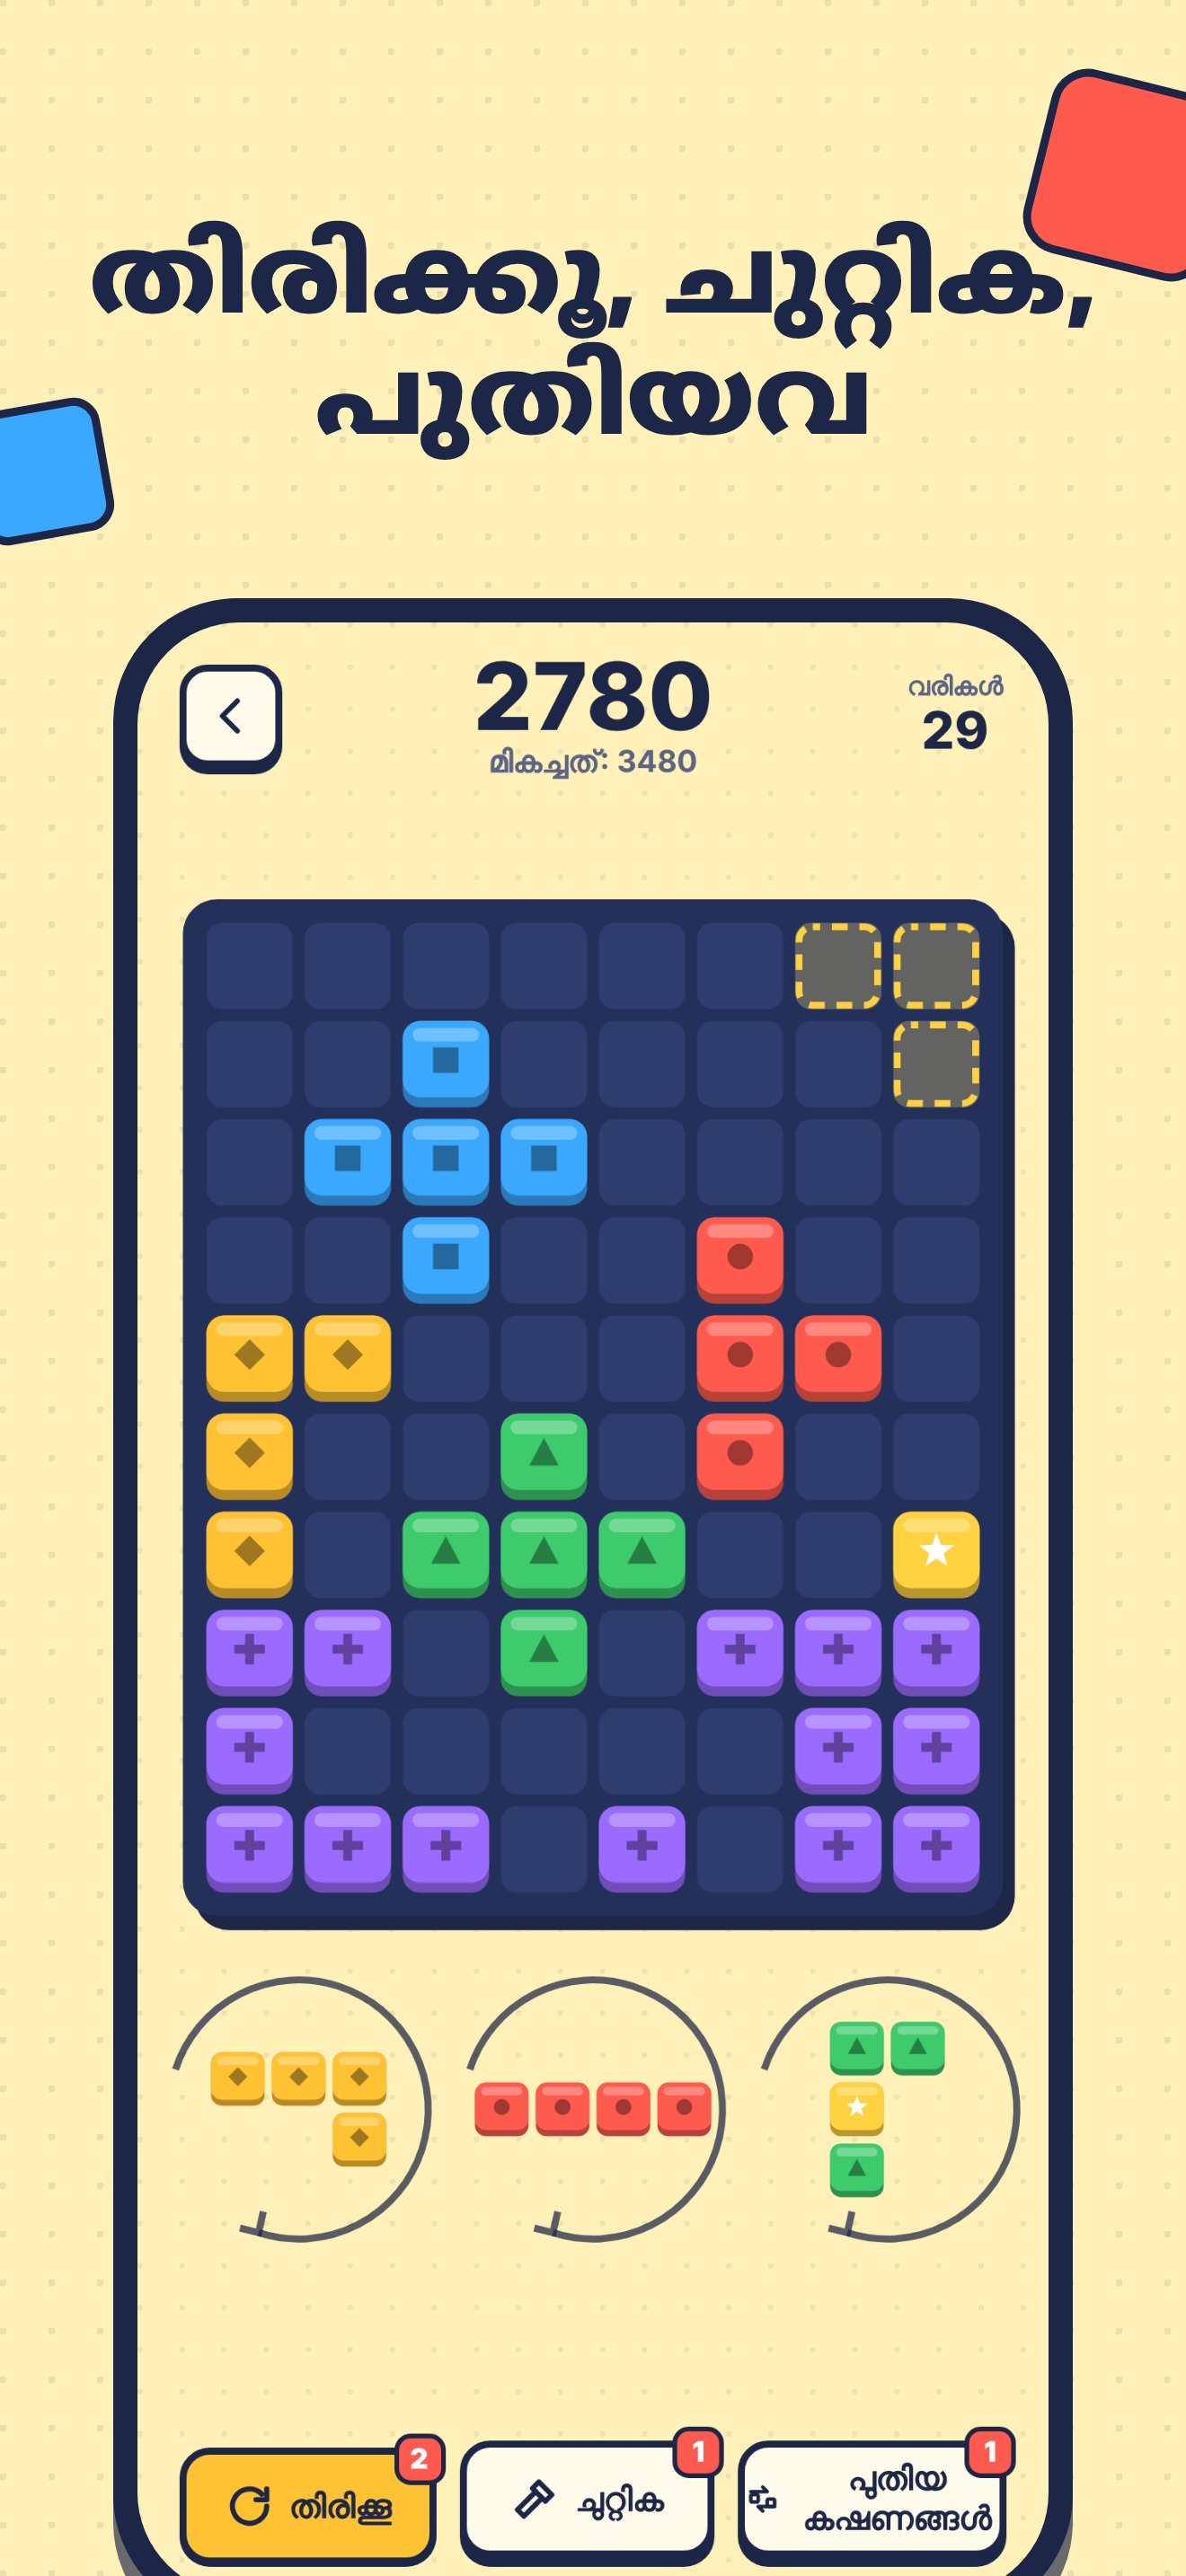 തിരിക്കൂ, ചുറ്റിക,
പുതിയവ
2780
മികച്ചത്: 3480
വരികൾ
29
2
തിരിക്കൂ
1
ചുറ്റിക
1
പുതിയ
കഷണങ്ങൾ